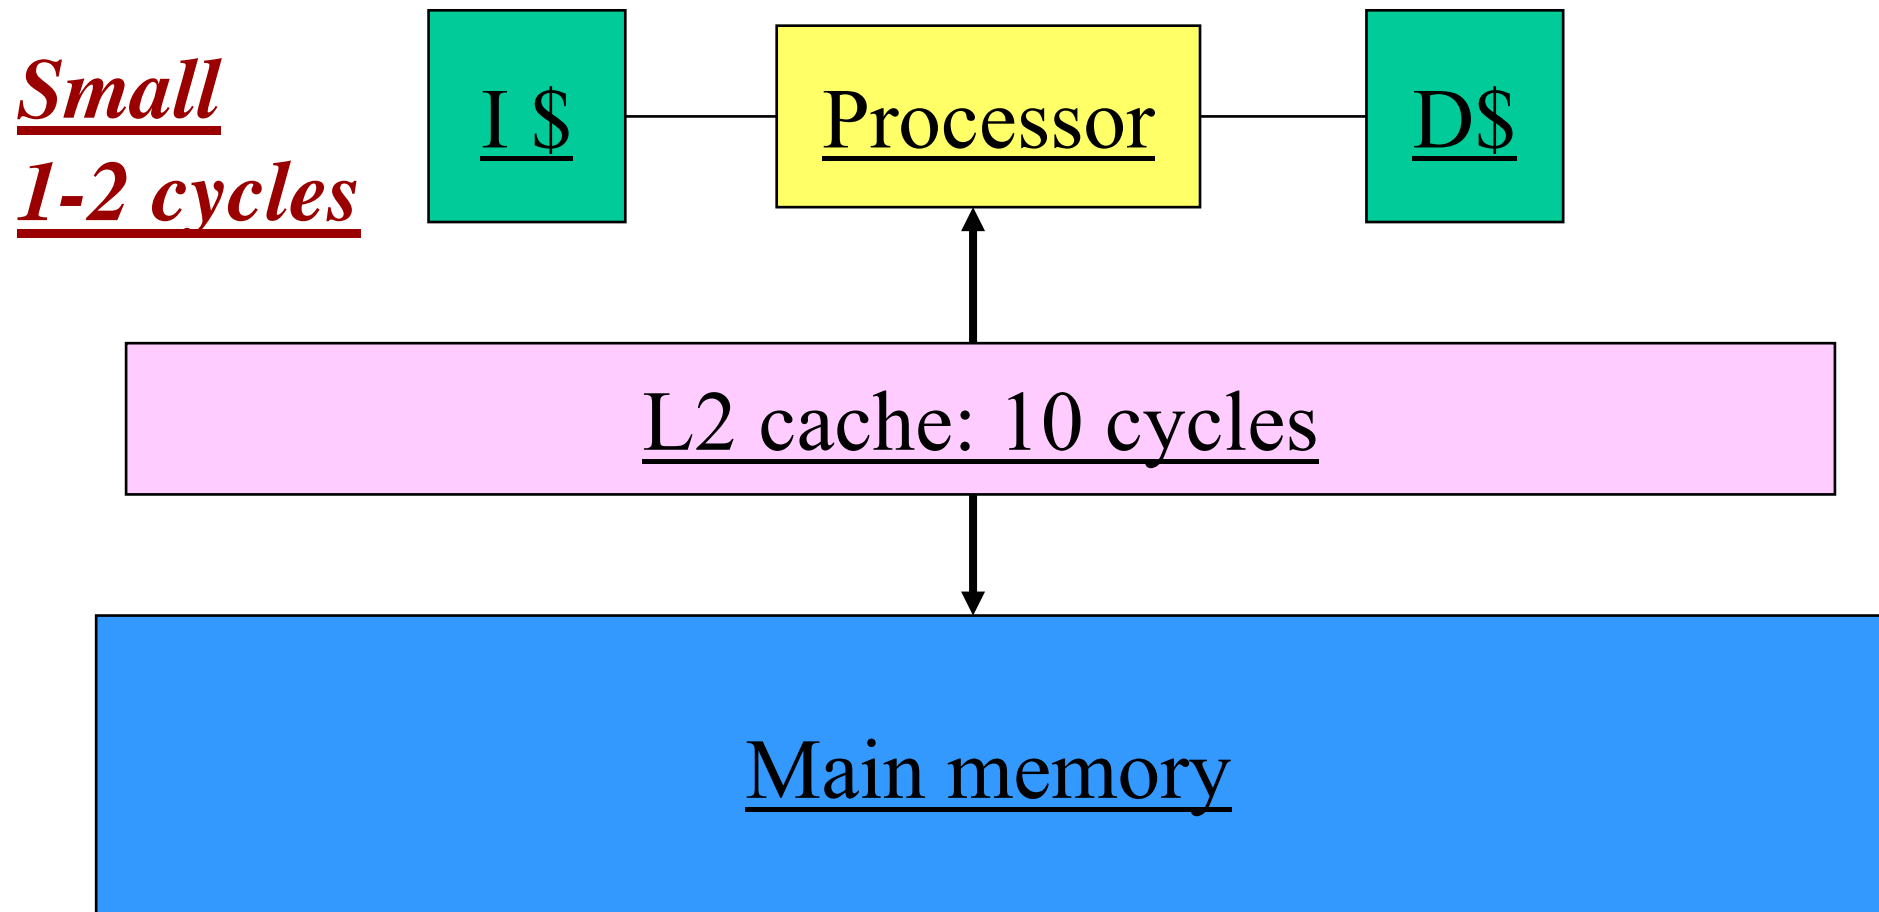 Small
1-2 cycles
I $
Processor
D$
L2 cache: 10 cycles
Main memory